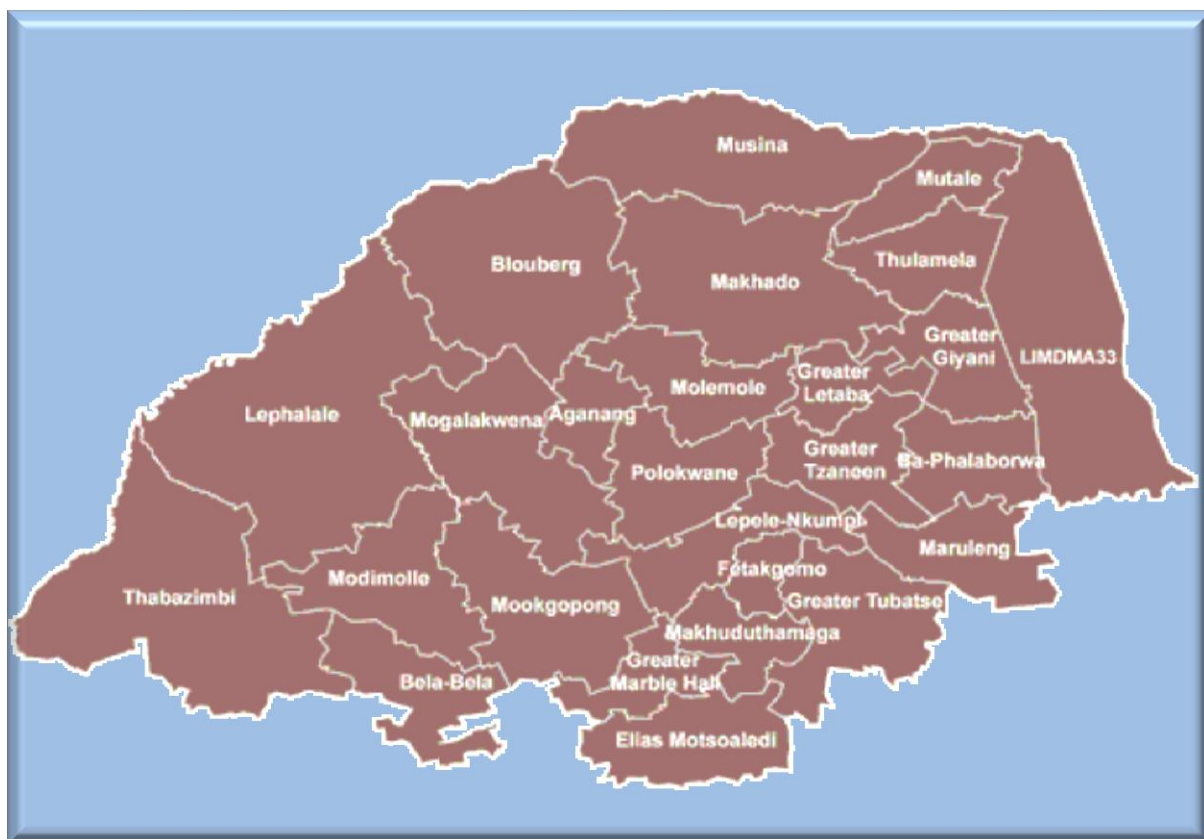 Musina
Mutale
Blouberg
Makhado
Thulamela
Greater
Giyani
LIMDMA33
Lephalale
Mogalakwena
Aganang
Molemole
Greater
Letaba
Polokwane
Greater
Tzaneen
Ba-Phalaborwa
Lepele-Nkumpi
Maruleng
Thabazimbi
Modimolle
Mookgopong
Fetakgomo
Greater Tubatse
Makhuduthamaga
Bela-Bela
Greater
Marble Hall
Elias Motsoaledi